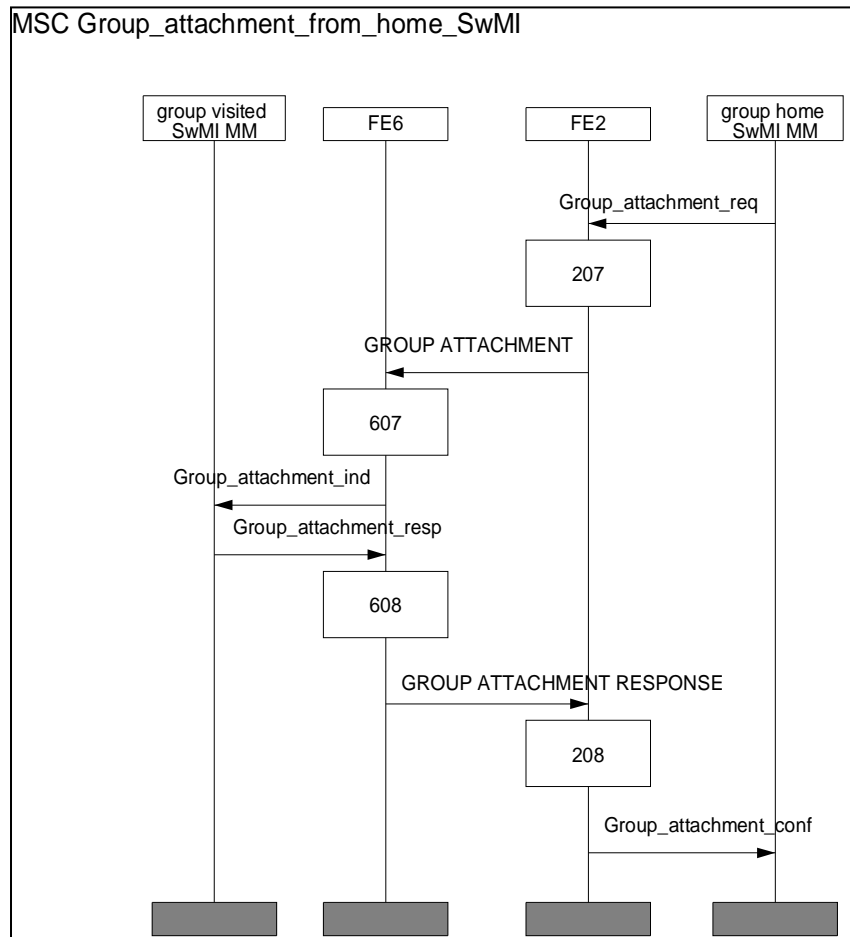 MSC Group_attachment_from_home_SwMI
group visited
SwMI MM
FE6
FE2
group home
SwMI MM
Group_attachment_req
207
GROUP ATTACHMENT
607
Group_attachment_ind
Group_attachment_resp
608
GROUP ATTACHMENT RESPONSE
208
Group_attachment_conf